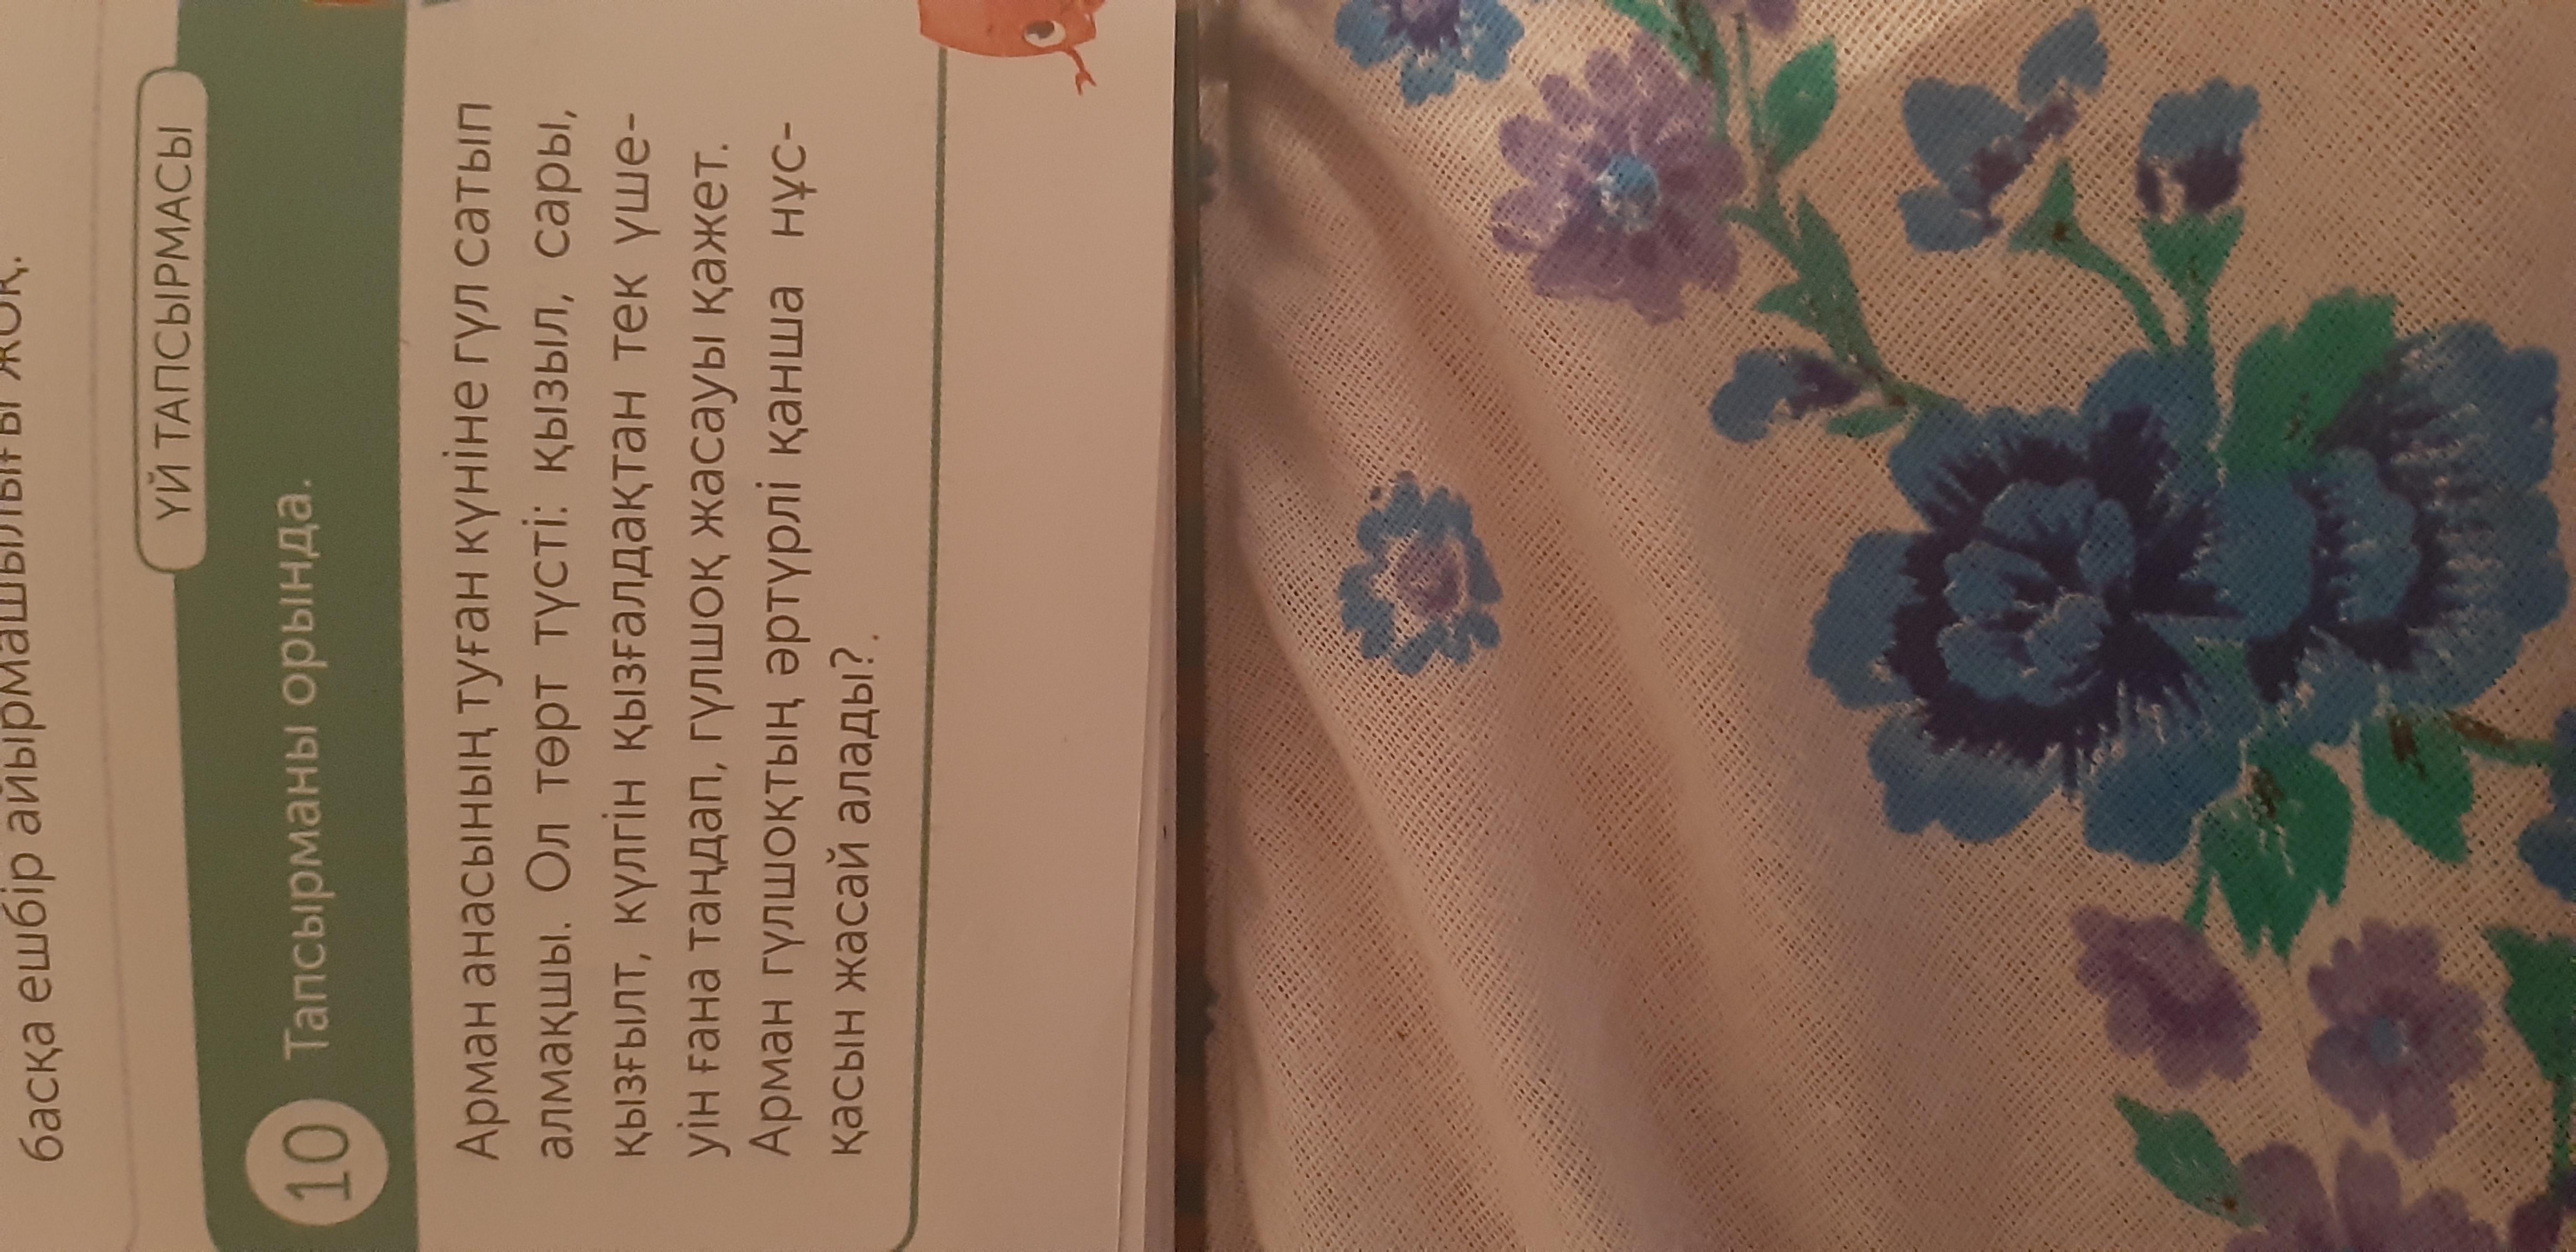 басқа ешбір айырмашылығы жоқ.
ҮЙ ТАПСЫРМАСЫ
10 Тапсырманы орында.
Арман анасының туған күніне гүл сатып
алмақшы. Ол төрт түсті: қызыл, сары,
қызғылт, күлгін қызғалдақтан тек үше-
уін ғана таңдап, гүлшоқ жасауы қажет.
Арман гүлшоқтың әртүрлі қанша нұс-
қасын жасай алады?